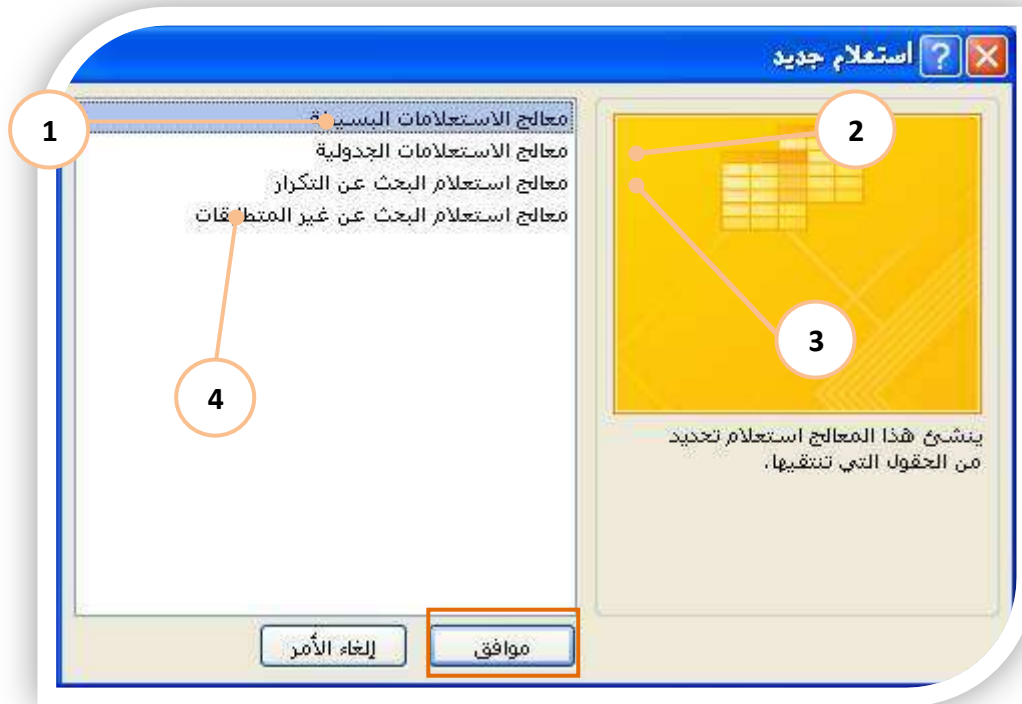 استعلام جديد
معالج الاستعلامات البسيطة
معالج الاستعلامات الجدولية
معالج استعلام البحث عن التكرار
معالج استعلام البحث عن غير المتطابقات
1
2
3
4
ينشئ هذا المعالج استعلام تحديد
من الحقول التي تنتقيها.
موافق
إلغاء الأمر